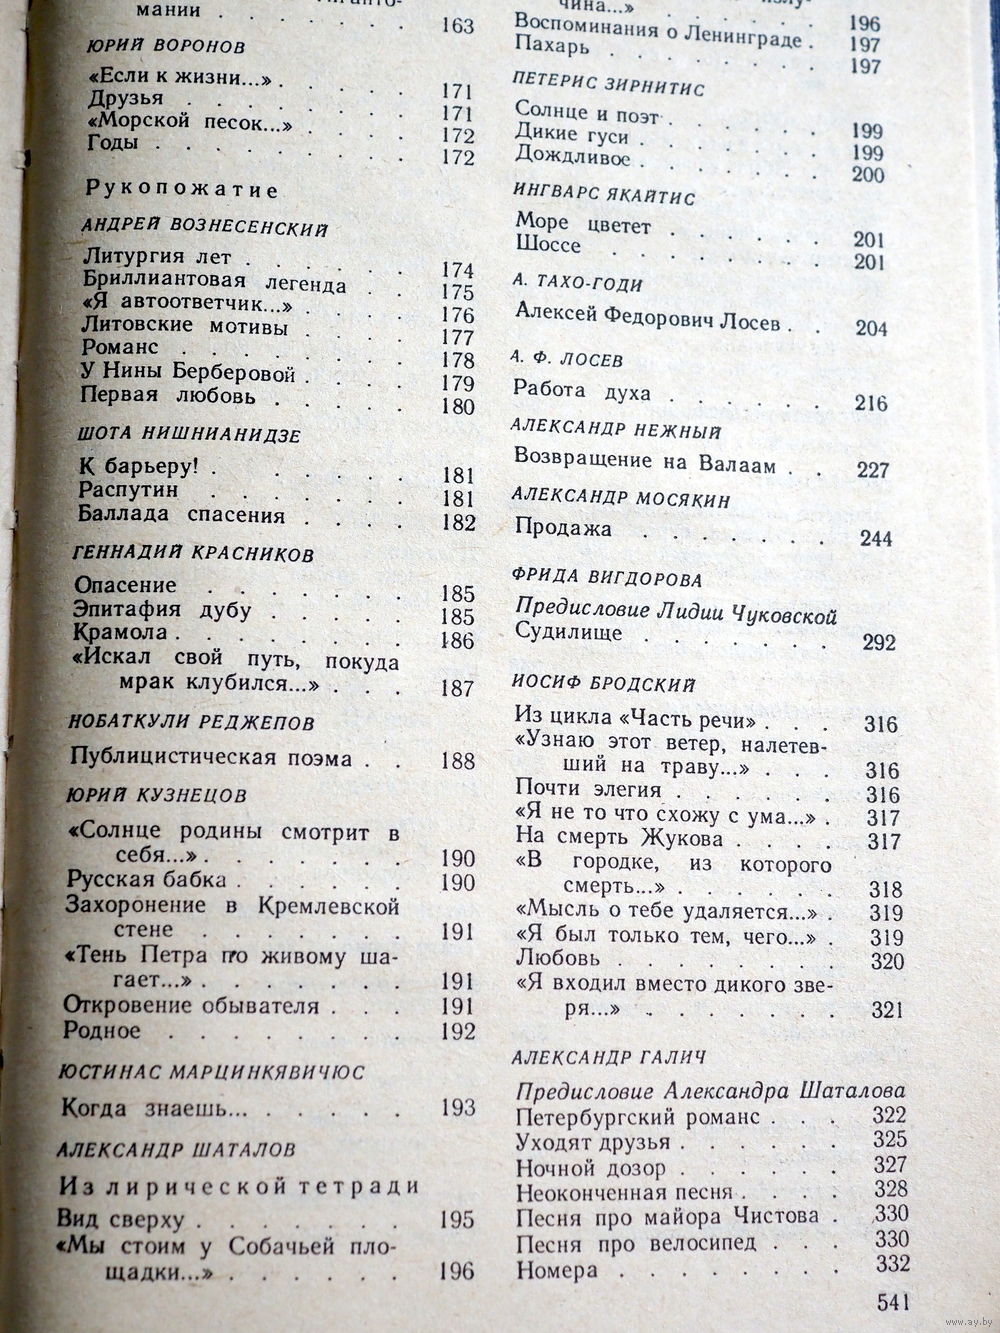 мании . . . . . . . 163
ЮРИЙ ВОРОНОВ
«Если к жизни...» . . . . . 171
Друзья . . . . . . . 171
«Морской песок...» . . . . 172
Годы . . . . . . . . 172
Рукопожатие
АНДРЕЙ ВОЗНЕСЕНСКИЙ
Литургия лет . . . . . . 174
Бриллиантовая легенда . . 175
«Я автоответчик...» . . . . 176
Литовские мотивы . . . . 177
Романс . . . . . . . 178
У Нины Берберовой . . . . 179
Первая любовь . . . . . 180
ШОТА НИШНИАНИДЗЕ
К барьеру! . . . . . . 181
Распутин . . . . . . 181
Баллада спасения . . . . 182
ГЕННАДИЙ КРАСНИКОВ
Опасение . . . . . . . 185
Эпитафия дубу . . . . . 185
Крамола . . . . . . . 186
«Искал свой путь, покуда
мрак клубился...» . . . 187
НОБАТКУЛИ РЕДЖЕПОВ
Публицистическая поэма . . 188
ЮРИЙ КУЗНЕЦОВ
«Солнце родины смотрит в
себя...» . . . . . . . 190
Русская бабка . . . . . . 190
Захоронение в Кремлевской
стене . . . . . . . 191
«Тень Петра по живому ша-
гает...» . . . . . . . 191
Откровение обывателя . . . 191
Родное . . . . . . . 192
ЮСТИНАС МАРЦИНКЯВИЧЮС
Когда знаешь... . . . . . 193
АЛЕКСАНДР ШАТАЛОВ
Из лирической тетради
Вид сверху . . . . . . . 195
«Мы стоим у Собачьей пло-
щадки...» . . . . . . 196
чина...» . . . . . . 196
Воспоминания о Ленинграде . 197
Пахарь . . . . . . . 197
ПЕТЕРИС ЗИРНИТИС
Солнце и поэт . . . . . . 199
Дикие гуси . . . . . . 199
Дождливое . . . . . . . 200
ИНГВАРС ЯКАЙТИС
Море цветет . . . . . . 201
Шоссе . . . . . . . 201
А. ТАХО-ГОДИ
Алексей Федорович Лосев . . 204
А. Ф. ЛОСЕВ
Работа духа . . . . . . 216
АЛЕКСАНДР НЕЖНЫЙ
Возвращение на Валаам . . 227
АЛЕКСАНДР МОСЯКИН
Продажа . . . . . . . 244
ФРИДА ВИГДОРОВА
Предисловие Лидии Чуковской
Судилище . . . . . . . 292
ИОСИФ БРОДСКИЙ
Из цикла «Часть речи» . . . 316
«Узнаю этот ветер, налетев-
ший на траву...» . . . 316
Почти элегия . . . . . . 316
«Я не то что схожу с ума...» . 317
На смерть Жукова . . . . 317
«В городке, из которого
смерть...» . . . . . . 318
«Мысль о тебе удаляется...» . 319
«Я был только тем, чего...» . 319
Любовь . . . . . . . 320
«Я входил вместо дикого зве-
ря...» . . . . . . . 321
АЛЕКСАНДР ГАЛИЧ
Предисловие Александра Шаталова
Петербургский романс . . . 322
Уходят друзья . . . . . . 325
Ночной дозор . . . . . . 327
Неоконченная песня . . . . 328
Песня про майора Чистова . 330
Песня про велосипед . . . 330
Номера . . . . . . . . 332
541
www.ay.by